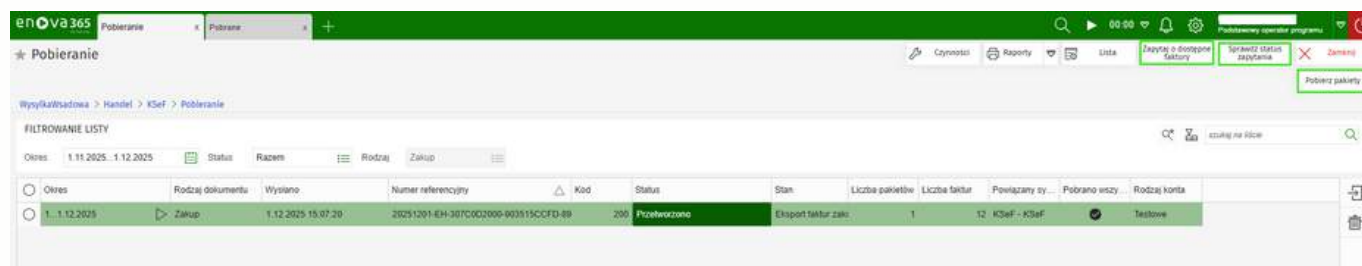 enova365 Pobieranie x Pobrane x + 00:00
Podstawowy operator programu
Pobieranie Czynności Raporty Lista Zapytaj o dostępne faktury Sprawdź status zapytania Zamknij
Pobierz pakiety
WysyłkaWsadowa > Handel > KSeF > Pobieranie
FILTROWANIE LISTY szukaj na liście
Okres 1.11.2025...1.12.2025 Status Razem Rodzaj Zakup
Okres Rodzaj dokumentu Wysłano Numer referencyjny Kod Status Stan Liczba pakietów Liczba faktur Powiązany sy... Pobrano wszy... Rodzaj konta
1...1.12.2025 Zakup 1.12.2025 15:07:20 20251201-EH-307C0D2000-903515CCFD-89 200 Przetworzono Eksport faktur zak 1 12 KSeF - KSeF Testowe